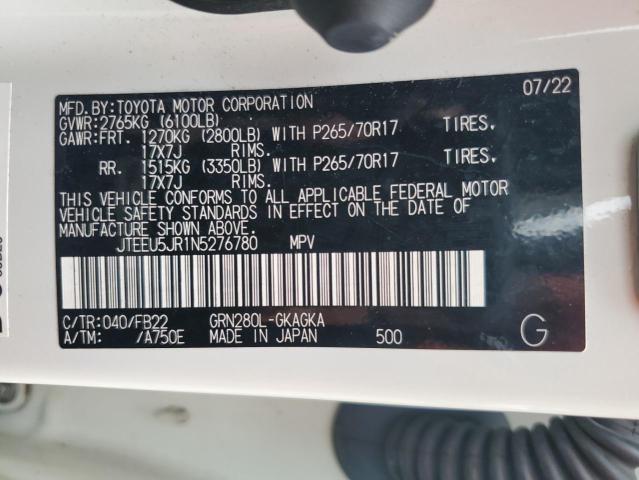 MFD. BY: TOYOTA MOTOR CORPORATION 07/22
GVWR: 2765KG (6100LB)
GAWR: FRT. 1270KG (2800LB) WITH P265/70R17 TIRES.
17X7J RIMS.
RR. 1515KG (3350LB) WITH P265/70R17 TIRES.
17X7J RIMS.
THIS VEHICLE CONFORMS TO ALL APPLICABLE FEDERAL MOTOR
VEHICLE SAFETY STANDARDS IN EFFECT ON THE DATE OF
MANUFACTURE SHOWN ABOVE.
JTEEU5JR1N5276780 MPV
C/TR: 040/FB22 GRN280L-GKAGKA
A/TM: /A750E MADE IN JAPAN 500 G